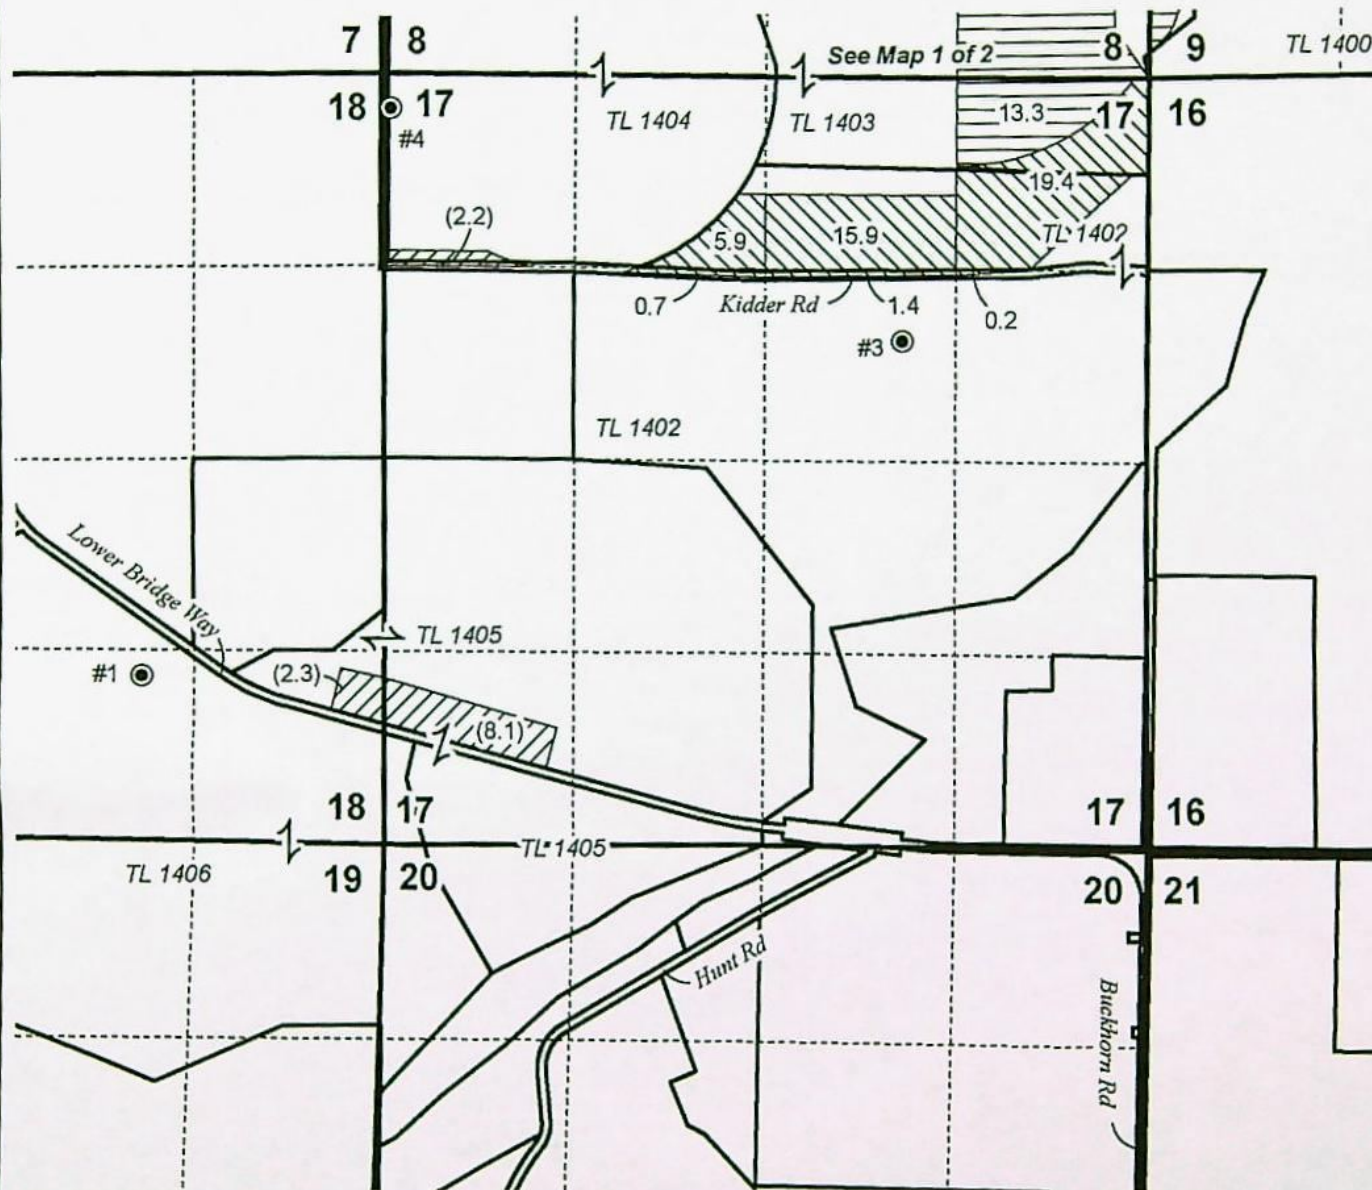 7 8
See Map 1 of 2
8 9
TL 1400
18 17
#4
TL 1404
TL 1403
13.3
17 16
19.4
(2.2)
5.9
15.9
TL 1402
0.7
Kidder Rd
1.4
0.2
#3
TL 1402
Lower Bridge Way
TL 1405
#1
(2.3)
(8.1)
18 17
17 16
TL 1405
TL 1406
19 20
20 21
Hunt Rd
Buckhorn Rd